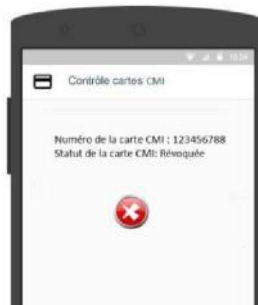 Contrôle cartes CMI
Numéro de la carte CMI : 123456788
Statut de la carte CMI: Révoquée